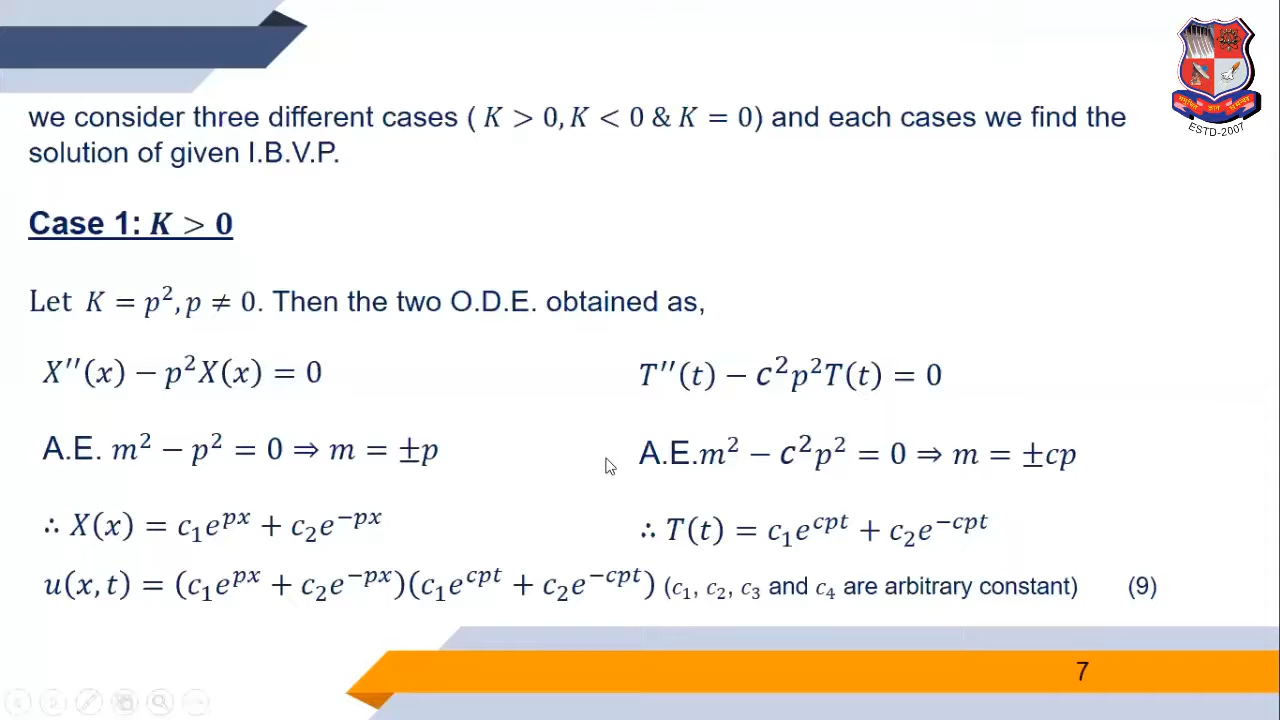 we consider three different cases ( K > 0, K < 0 & K = 0) and each cases we find the
solution of given I.B.V.P.
Case 1: K > 0
Let K = p², p ≠ 0. Then the two O.D.E. obtained as,
X′′(x) − p²X(x) = 0
T′′(t) − c²p²T(t) = 0
A.E. m² − p² = 0 ⇒ m = ±p
A.E.m² − c²p² = 0 ⇒ m = ±cp
∴ X(x) = c₁e^{px} + c₂e^{−px}
∴ T(t) = c₁e^{cpt} + c₂e^{−cpt}
u(x, t) = (c₁e^{px} + c₂e^{−px})(c₁e^{cpt} + c₂e^{−cpt}) (c₁, c₂, c₃ and c₄ are arbitrary constant) (9)
7
ESTD-2007